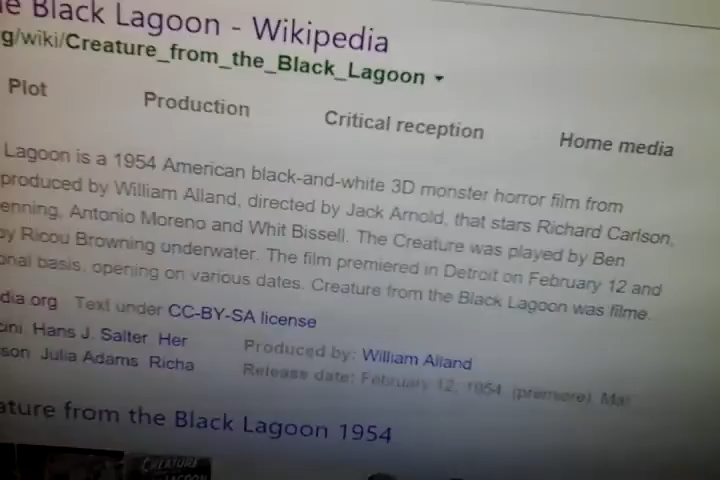 e Black Lagoon - Wikipedia
g/wiki/Creature_from_the_Black_Lagoon
Plot Production Critical reception Home media
Lagoon is a 1954 American black-and-white 3D monster horror film from
produced by William Alland, directed by Jack Arnold, that stars Richard Carlson,
enning, Antonio Moreno and Whit Bissell. The Creature was played by Ben
by Ricou Browning underwater. The film premiered in Detroit on February 12 and
onal basis, opening on various dates. Creature from the Black Lagoon was filme.
dia.org Text under CC-BY-SA license
cini Hans J. Salter Her Produced by: William Alland
son Julia Adams Richa Release date: February 12, 1954 (premiere), Mar
ature from the Black Lagoon 1954
CREATURE
LAGOON